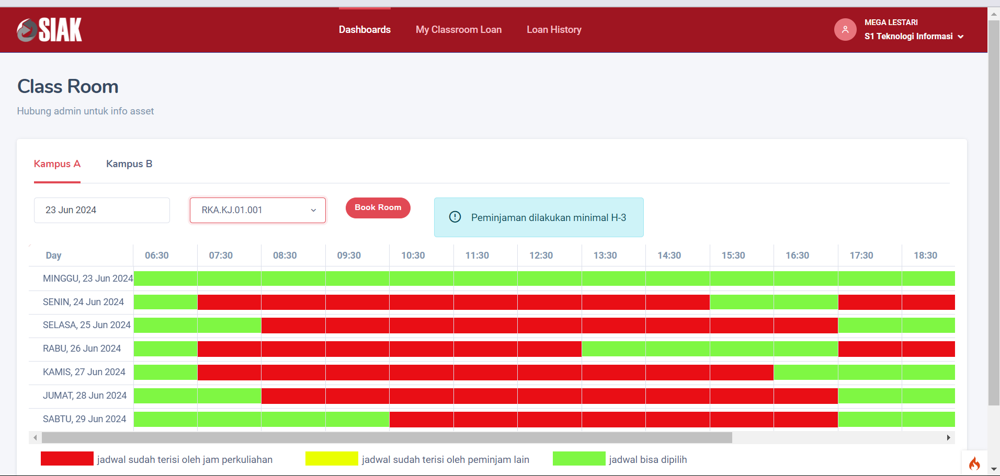 SIAK
Dashboards My Classroom Loan Loan History
MEGA LESTARI
S1 Teknologi Informasi
Class Room
Hubung admin untuk info asset
Kampus A Kampus B
23 Jun 2024 RKA.KJ.01.001 Book Room Peminjaman dilakukan minimal H-3
Day 06:30 07:30 08:30 09:30 10:30 11:30 12:30 13:30 14:30 15:30 16:30 17:30 18:30
MINGGU, 23 Jun 2024
SENIN, 24 Jun 2024
SELASA, 25 Jun 2024
RABU, 26 Jun 2024
KAMIS, 27 Jun 2024
JUMAT, 28 Jun 2024
SABTU, 29 Jun 2024
jadwal sudah terisi oleh jam perkuliahan jadwal sudah terisi oleh peminjam lain jadwal bisa dipilih